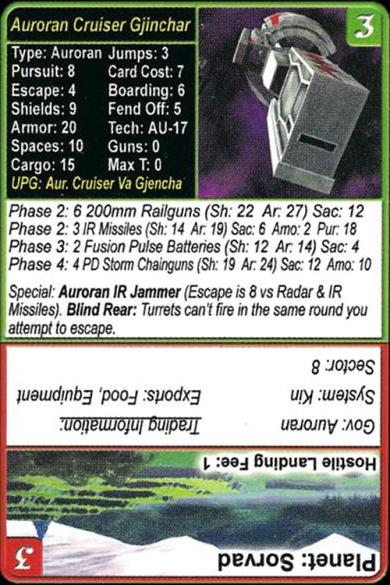 Auroran Cruiser Gjinchar
3
Type: Auroran Jumps: 3
Pursuit: 8 Card Cost: 7
Escape: 4 Boarding: 6
Shields: 9 Fend Off: 5
Armor: 20 Tech: AU-17
Spaces: 10 Guns: 0
Cargo: 15 Max T: 0
UPG: Aur. Cruiser Va Gjencha
Phase 2: 6 200mm Railguns (Sh: 22 Ar: 27) Sac: 12
Phase 2: 3 IR Missiles (Sh: 14 Ar: 19) Sac: 6 Amo: 2 Pur: 18
Phase 3: 2 Fusion Pulse Batteries (Sh: 12 Ar: 14) Sac: 4
Phase 4: 4 PD Storm Chainguns (Sh: 19 Ar: 24) Sac: 12 Amo: 10
Special: Auroran IR Jammer (Escape is 8 vs Radar & IR
Missiles). Blind Rear: Turrets can't fire in the same round you
attempt to escape.
Planet: Sorvad
3
Hostile Landing Fee: 1
Gov: Auroran Trading Information:
System: Kin Exports: Food, Equipment
Sector: 8